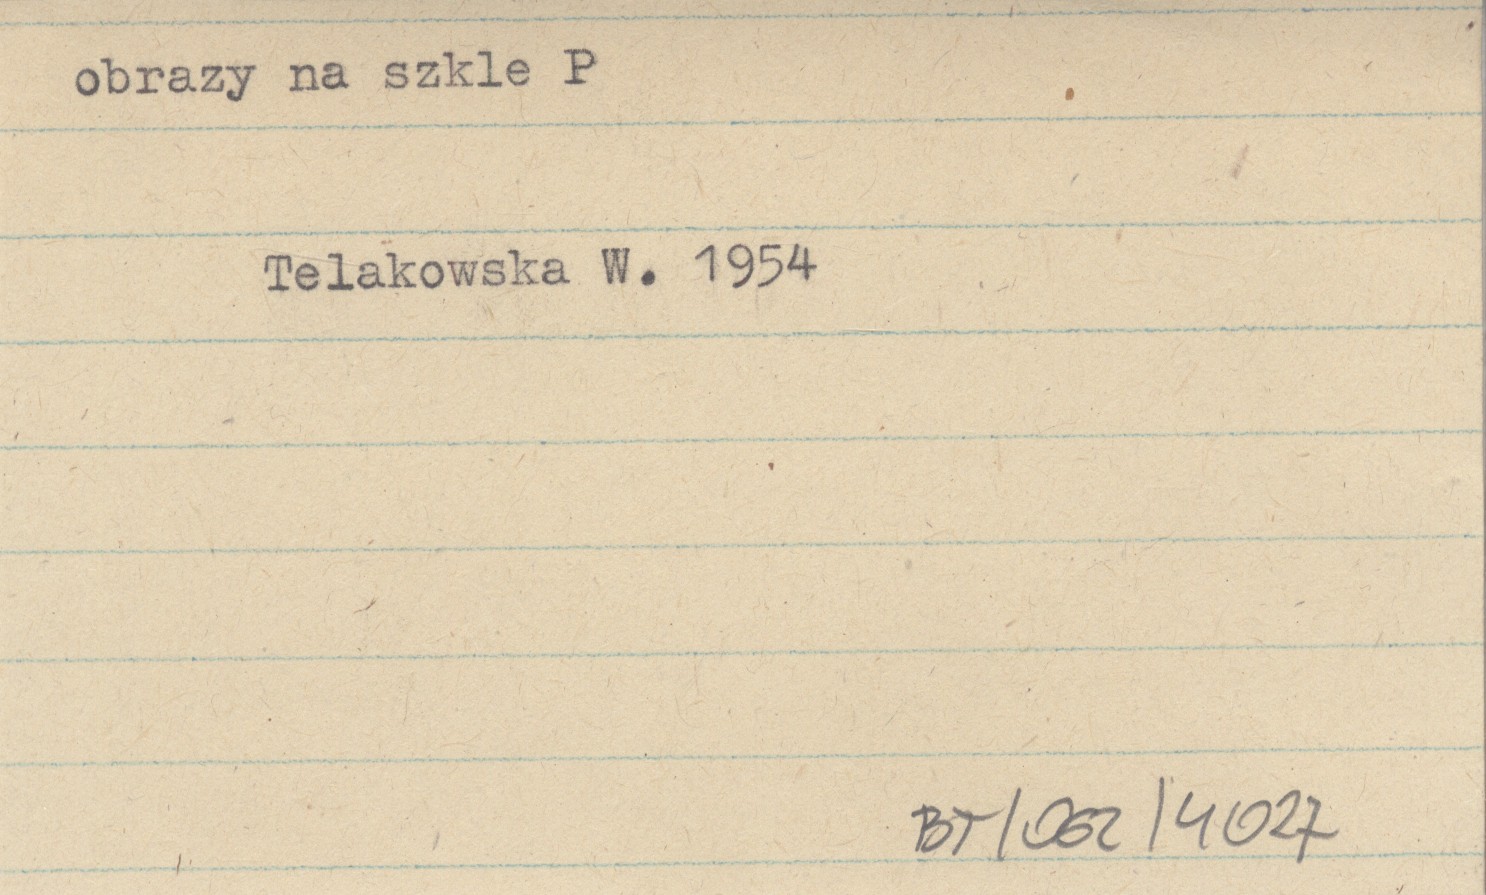 obrazy na szkle P
Telakowska W. 1954
BT/062/4027